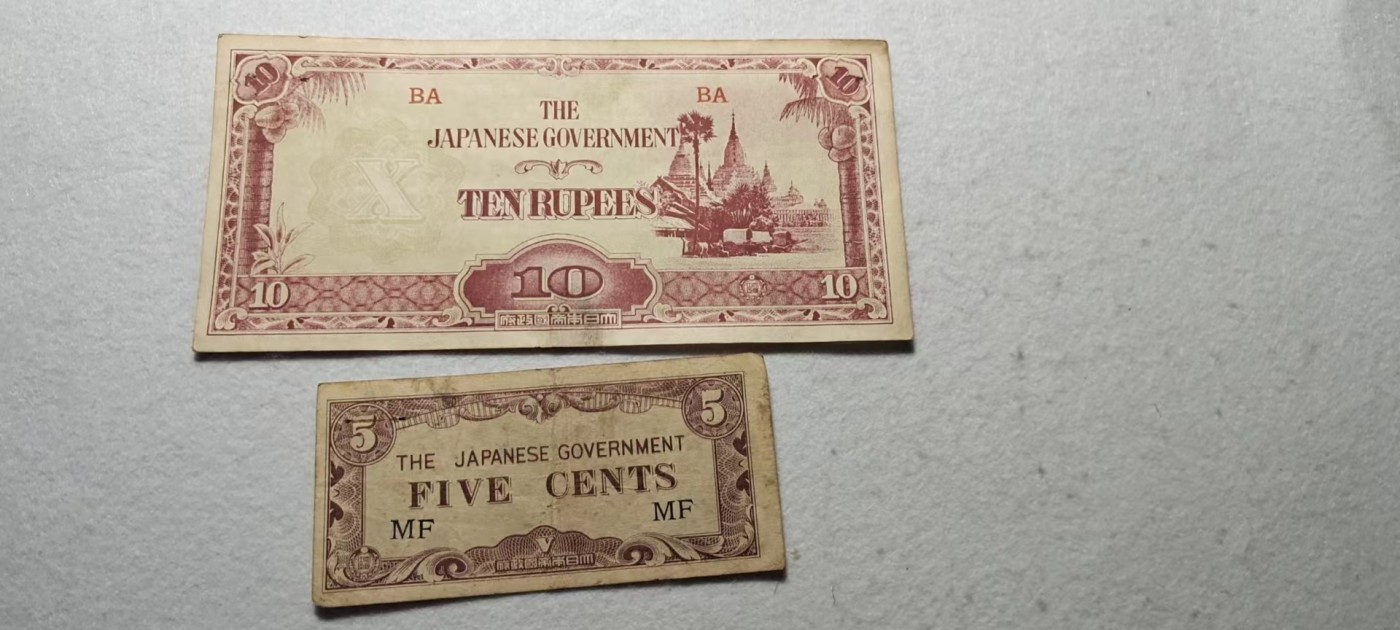 10
10
BA
BA
THE
JAPANESE GOVERNMENT
X
TEN RUPEES
10
10
10
府政國帝本日大
5
5
THE JAPANESE GOVERNMENT
FIVE CENTS
MF
MF
V
府政國帝本日大